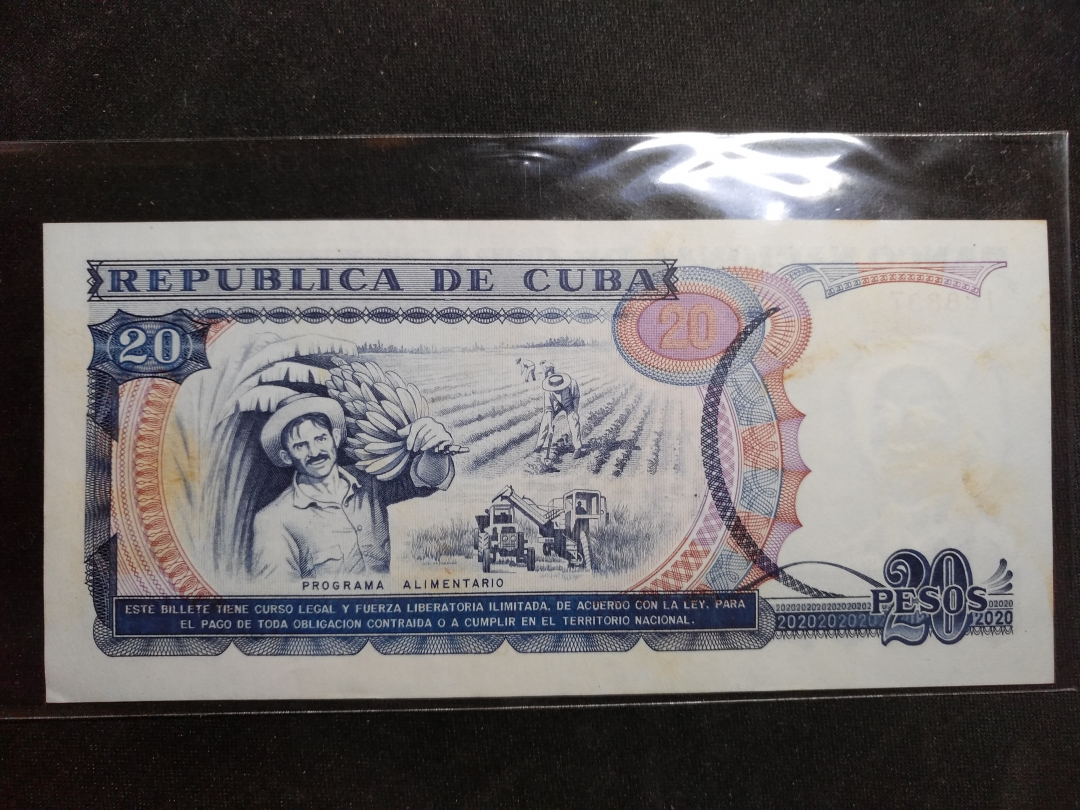 REPUBLICA DE CUBA
20
20
PROGRAMA ALIMENTARIO
ESTE BILLETE TIENE CURSO LEGAL Y FUERZA LIBERATORIA ILIMITADA, DE ACUERDO CON LA LEY, PARA
EL PAGO DE TODA OBLIGACION CONTRAIDA O A CUMPLIR EN EL TERRITORIO NACIONAL.
20
PESOS